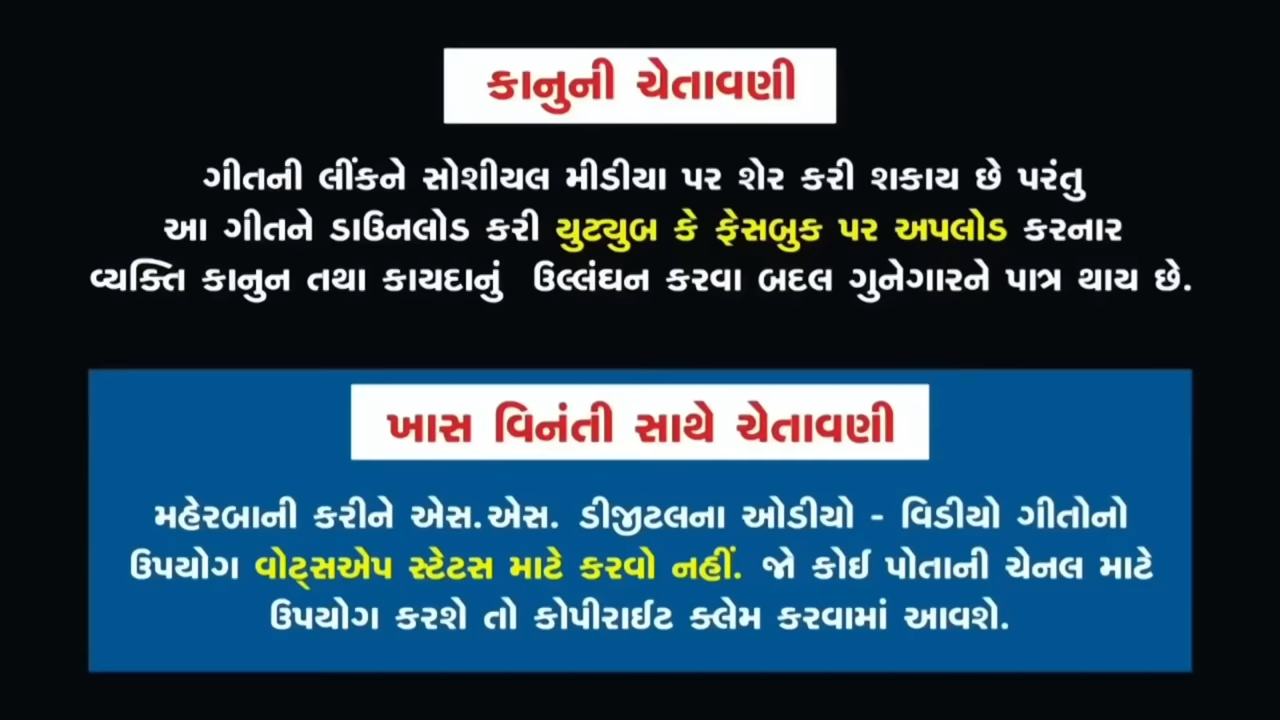 કાનુની ચેતાવણી
ગીતની લીંકને સોશીયલ મીડીયા પર શેર કરી શકાય છે પરંતુ
આ ગીતને ડાઉનલોડ કરી યુટ્યુબ કે ફેસબુક પર અપલોડ કરનાર
વ્યક્તિ કાનુન તથા કાયદાનું ઉલ્લંઘન કરવા બદલ ગુનેગારને પાત્ર થાય છે.
ખાસ વિનંતી સાથે ચેતાવણી
મહેરબાની કરીને એસ.એસ. ડીજીટલના ઓડીયો - વિડીયો ગીતોનો
ઉપયોગ વોટ્સએપ સ્ટેટસ માટે કરવો નહીં. જો કોઈ પોતાની ચેનલ માટે
ઉપયોગ કરશે તો કોપીરાઈટ ક્લેમ કરવામાં આવશે.